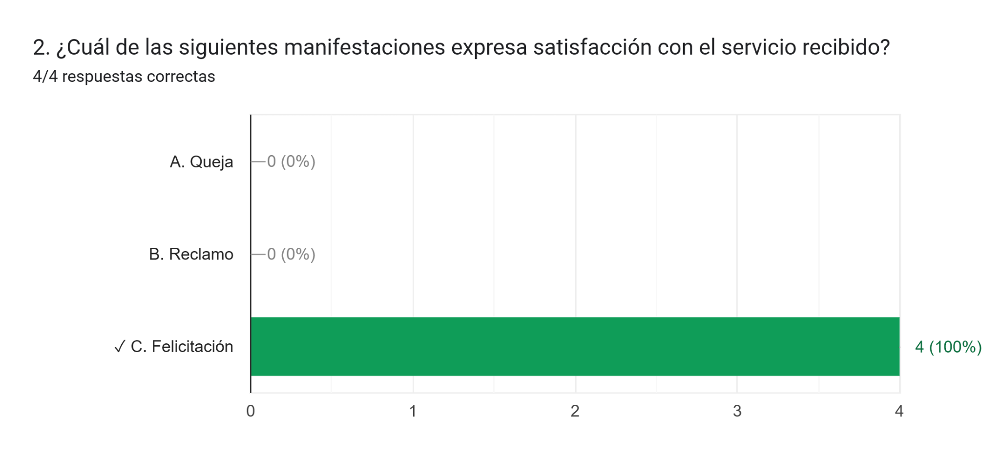 2. ¿Cuál de las siguientes manifestaciones expresa satisfacción con el servicio recibido?
4/4 respuestas correctas
A. Queja
0 (0%)
B. Reclamo
0 (0%)
✓ C. Felicitación
4 (100%)
0 1 2 3 4